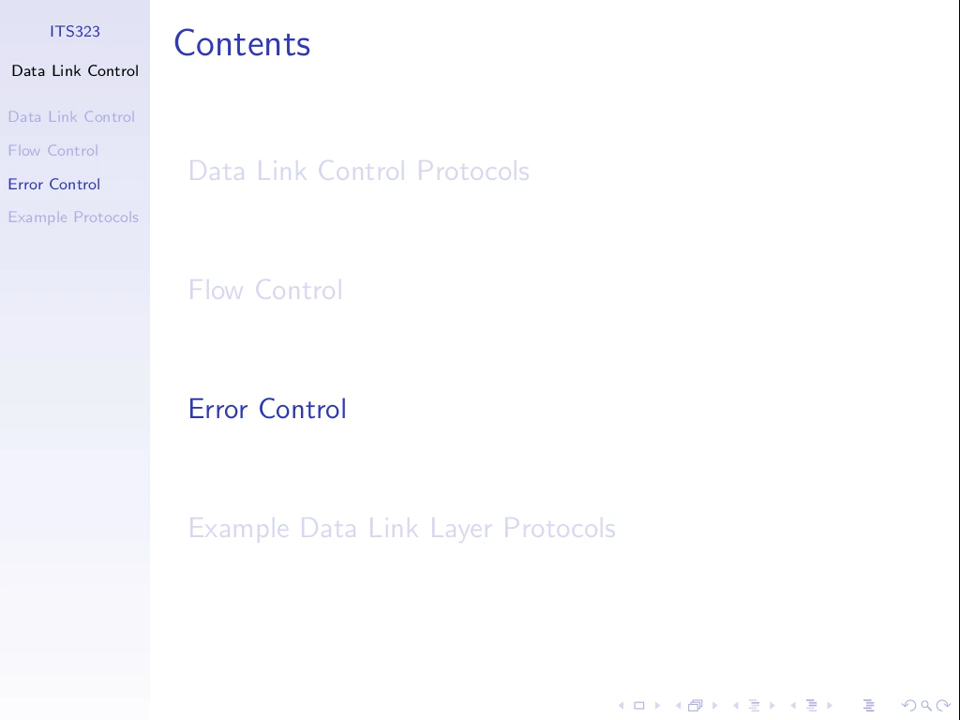 ITS323
Data Link Control
Data Link Control
Flow Control
Error Control
Example Protocols
Contents
Data Link Control Protocols
Flow Control
Error Control
Example Data Link Layer Protocols